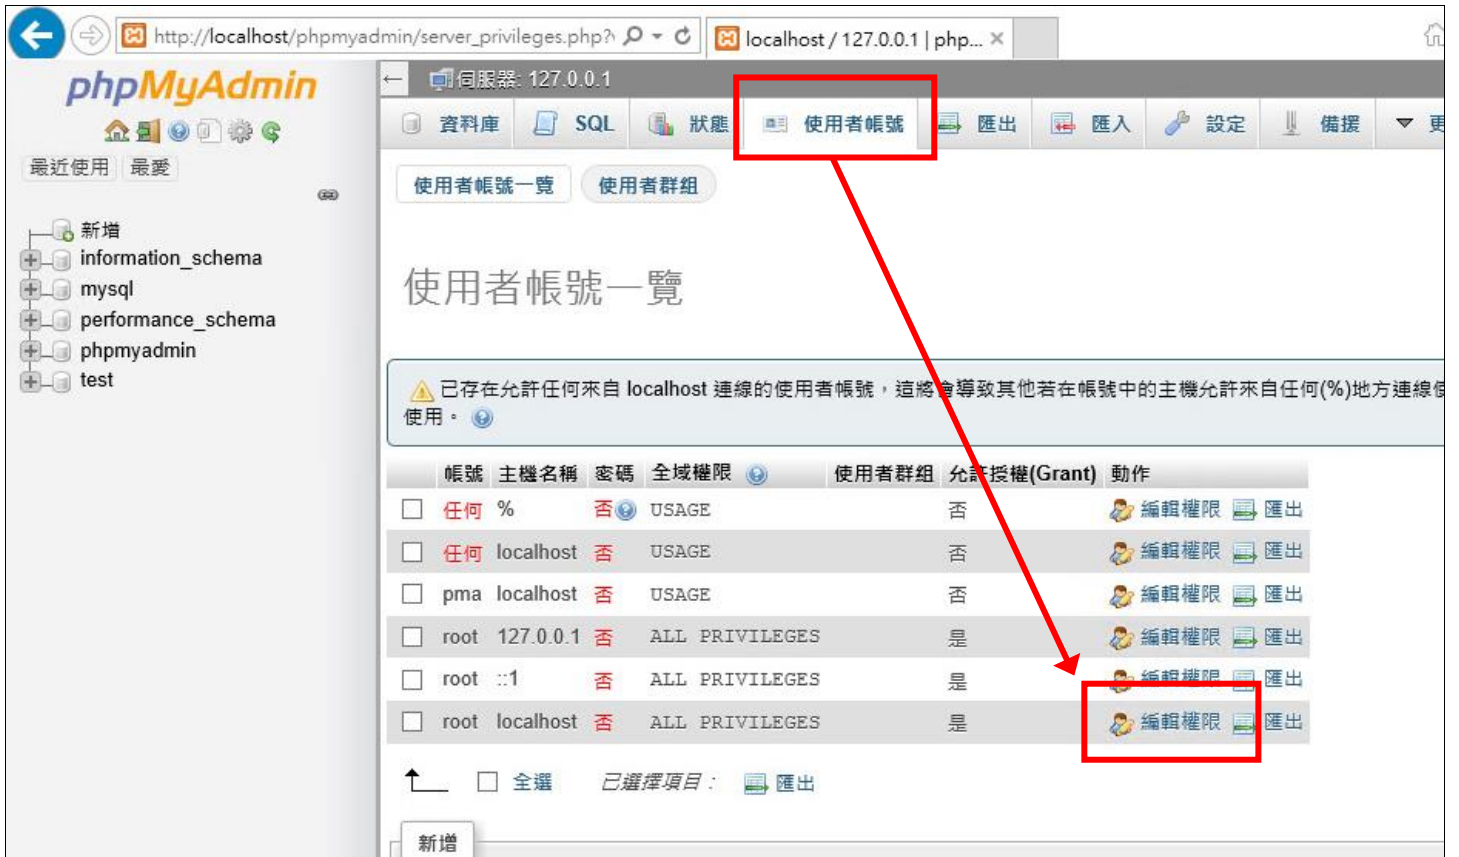 http://localhost/phpmyadmin/server_privileges.php?
localhost / 127.0.0.1 | php... ×
phpMyAdmin
最近使用 最愛
新增
information_schema
mysql
performance_schema
phpmyadmin
test
伺服器: 127.0.0.1
資料庫 SQL 狀態 使用者帳號 匯出 匯入 設定 備援
使用者帳號一覽 使用者群組
使用者帳號一覽
已存在允許任何來自 localhost 連線的使用者帳號，這將會導致其他若在帳號中的主機允許來自任何(%)地方連線
使用。
帳號 主機名稱 密碼 全域權限 使用者群組 允許授權(Grant) 動作
任何 % 否 USAGE 否 編輯權限 匯出
任何 localhost 否 USAGE 否 編輯權限 匯出
pma localhost 否 USAGE 否 編輯權限 匯出
root 127.0.0.1 否 ALL PRIVILEGES 是 編輯權限 匯出
root ::1 否 ALL PRIVILEGES 是 編輯權限 匯出
root localhost 否 ALL PRIVILEGES 是 編輯權限 匯出
全選 已選擇項目： 匯出
新增